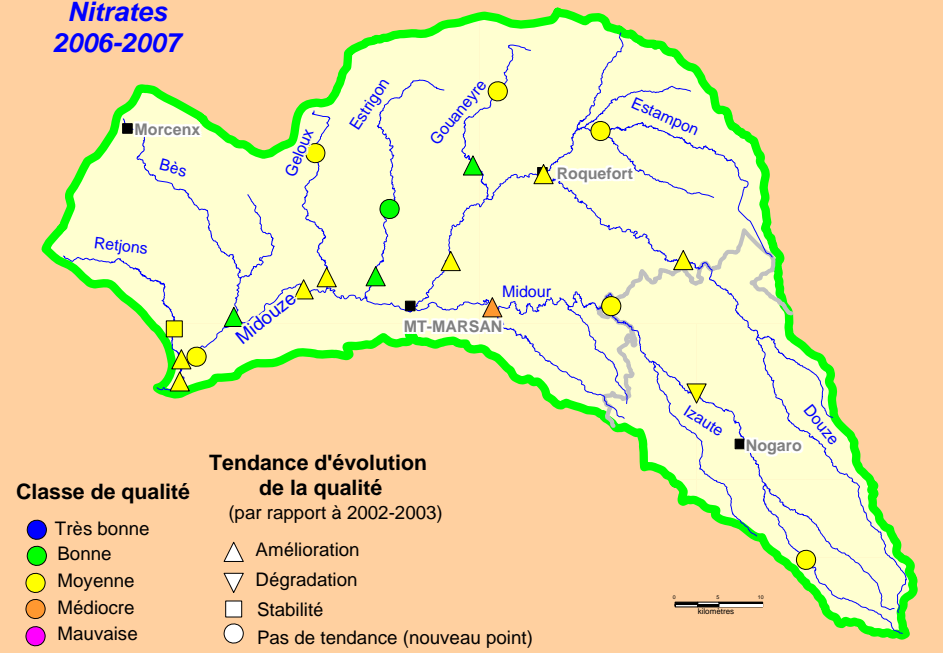 Nitrates
2006-2007
Morcenx
Bès
Retjons
Geloux
Estrigon
Gouaneyre
Estampon
Roquefort
Midouze
MT-MARSAN
Midour
Izaute
Nogaro
Douze
Classe de qualité
Très bonne
Bonne
Moyenne
Médiocre
Mauvaise
Tendance d'évolution
de la qualité
(par rapport à 2002-2003)
Amélioration
Dégradation
Stabilité
Pas de tendance (nouveau point)
0 5 10
kilomètres